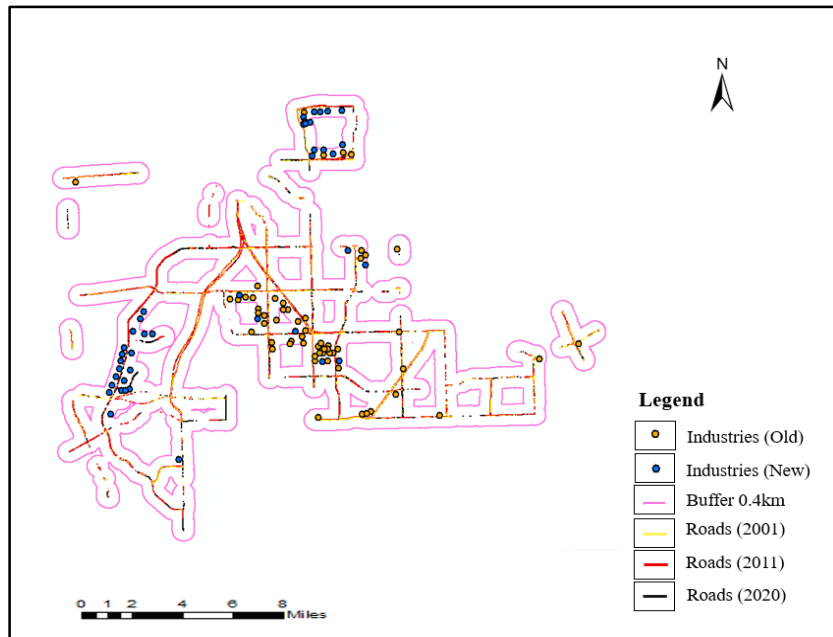 N
Legend
Industries (Old)
Industries (New)
Buffer 0.4km
Roads (2001)
Roads (2011)
Roads (2020)
0 1 2 4 6 8
Miles